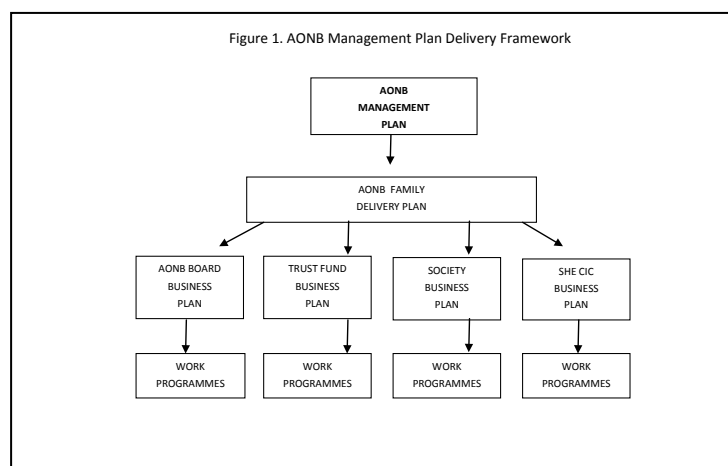 Figure 1. AONB Management Plan Delivery Framework
AONB
MANAGEMENT
PLAN
AONB FAMILY
DELIVERY PLAN
AONB BOARD
BUSINESS
PLAN
TRUST FUND
BUSINESS
PLAN
SOCIETY
BUSINESS
PLAN
SHE CIC
BUSINESS
PLAN
WORK
PROGRAMMES
WORK
PROGRAMMES
WORK
PROGRAMMES
WORK
PROGRAMMES